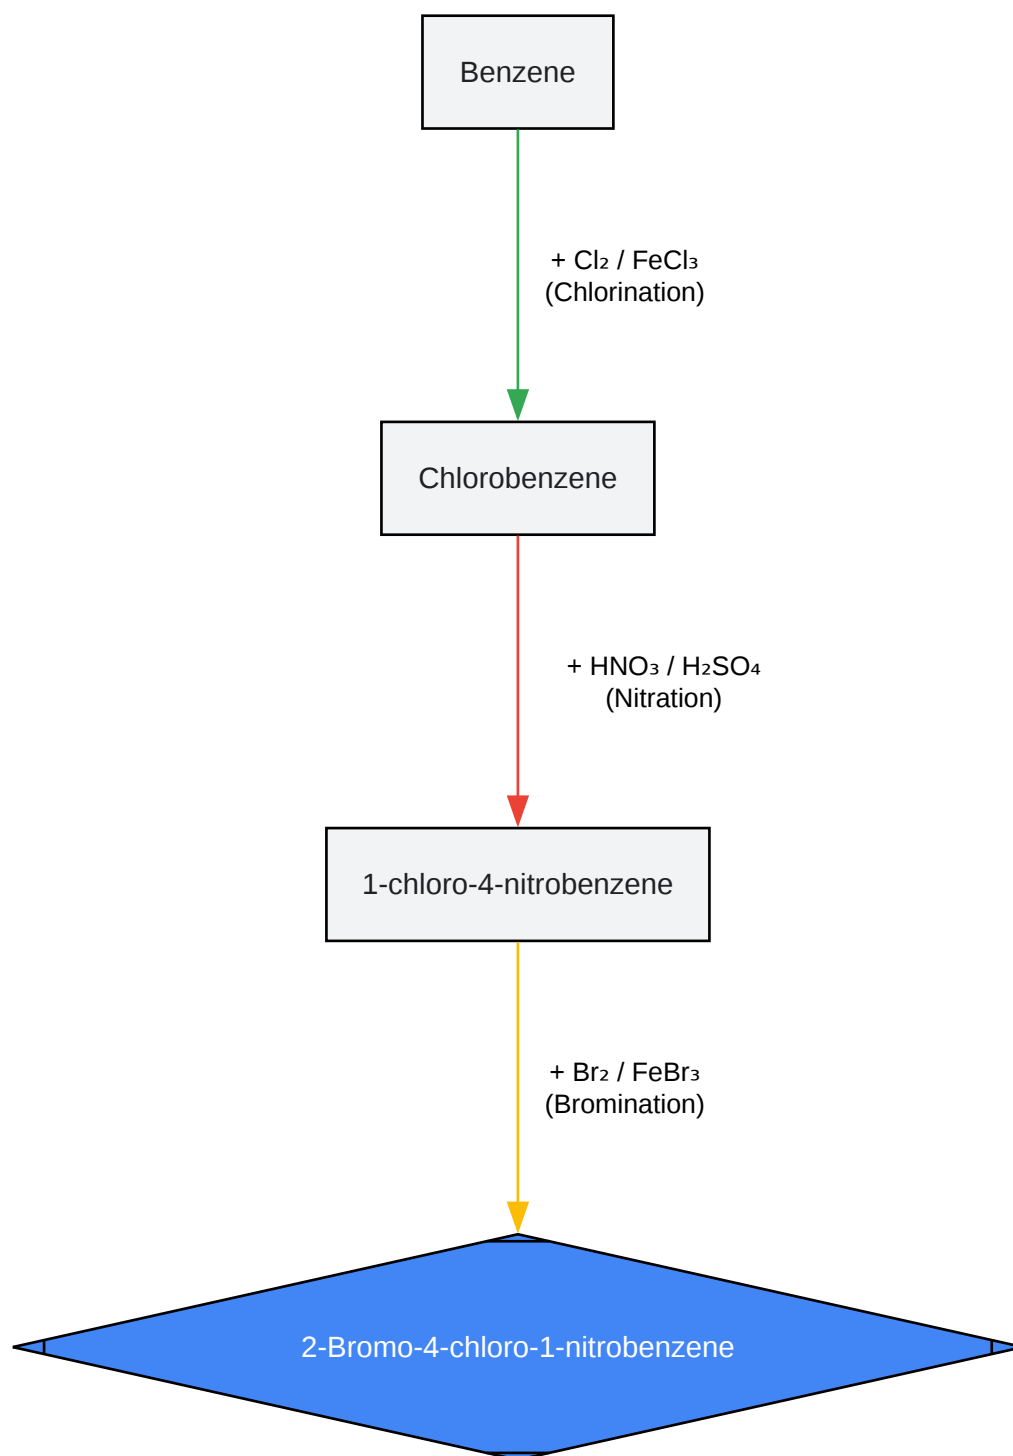 Benzene
+ Cl₂ / FeCl₃
(Chlorination)
Chlorobenzene
+ HNO₃ / H₂SO₄
(Nitration)
1-chloro-4-nitrobenzene
+ Br₂ / FeBr₃
(Bromination)
2-Bromo-4-chloro-1-nitrobenzene